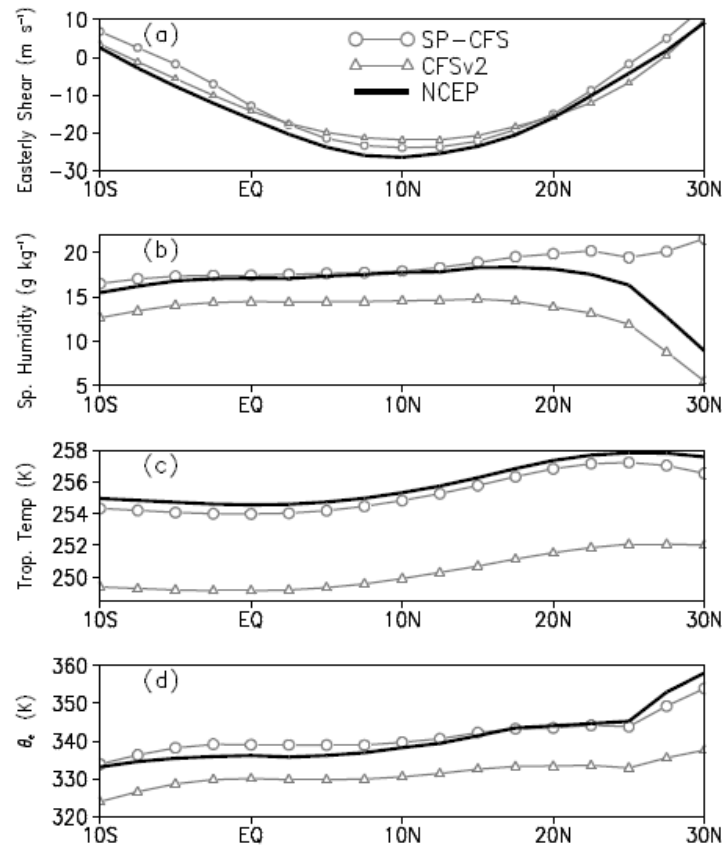 (a)
SP-CFS
CFSv2
NCEP
Easterly Shear (m s⁻¹)
10
0
-10
-20
-30
10S EQ 10N 20N 30N
(b)
Sp. Humidity (g kg⁻¹)
20
15
10
5
10S EQ 10N 20N 30N
(c)
Trop. Temp (K)
258
256
254
252
250
10S EQ 10N 20N 30N
(d)
θₑ (K)
360
350
340
330
320
10S EQ 10N 20N 30N